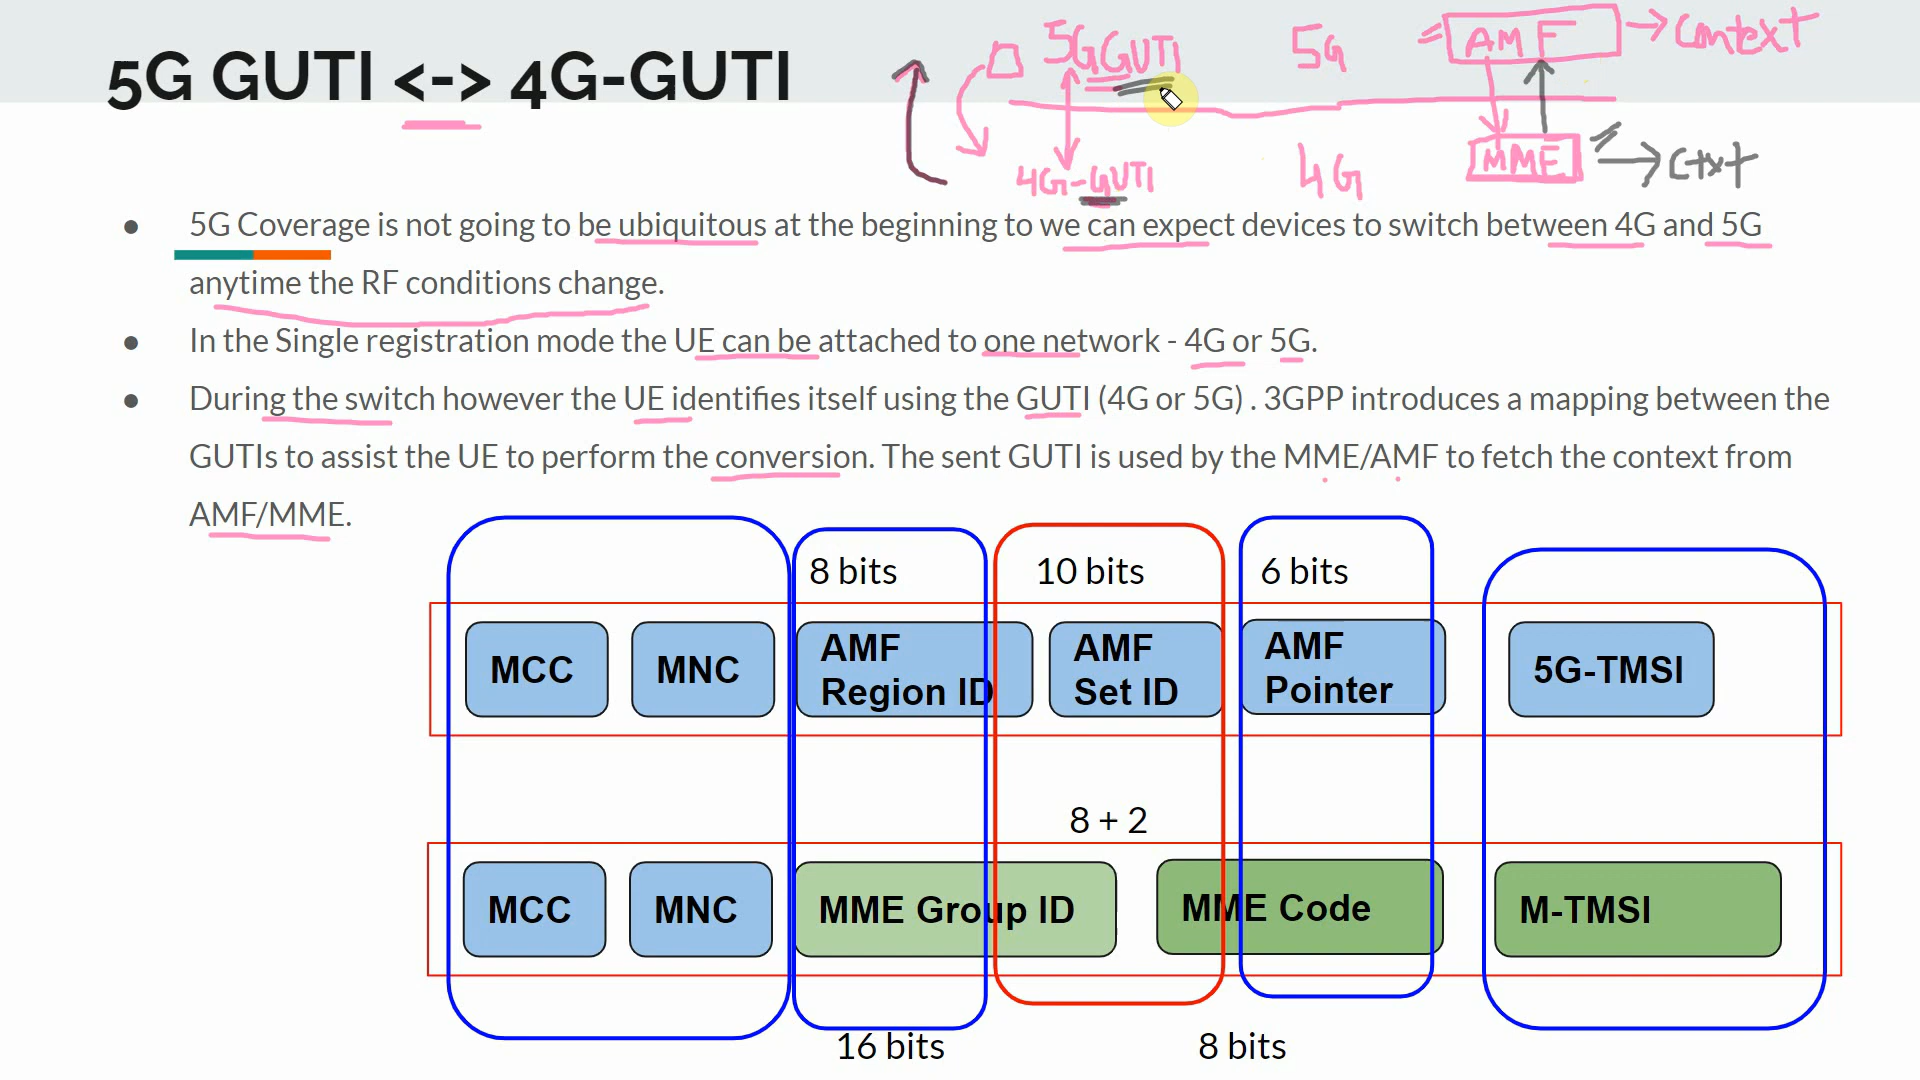 5G GUTI <-> 4G-GUTI
5G GUTI
5G
AMF
Context
4G-GUTI
4G
MME
Ctxt
● 5G Coverage is not going to be ubiquitous at the beginning to we can expect devices to switch between 4G and 5G
anytime the RF conditions change.
● In the Single registration mode the UE can be attached to one network - 4G or 5G.
● During the switch however the UE identifies itself using the GUTI (4G or 5G) . 3GPP introduces a mapping between the
GUTIs to assist the UE to perform the conversion. The sent GUTI is used by the MME/AMF to fetch the context from
AMF/MME.
8 bits 10 bits 6 bits
MCC MNC AMF Region ID AMF Set ID AMF Pointer 5G-TMSI
8 + 2
MCC MNC MME Group ID MME Code M-TMSI
16 bits 8 bits